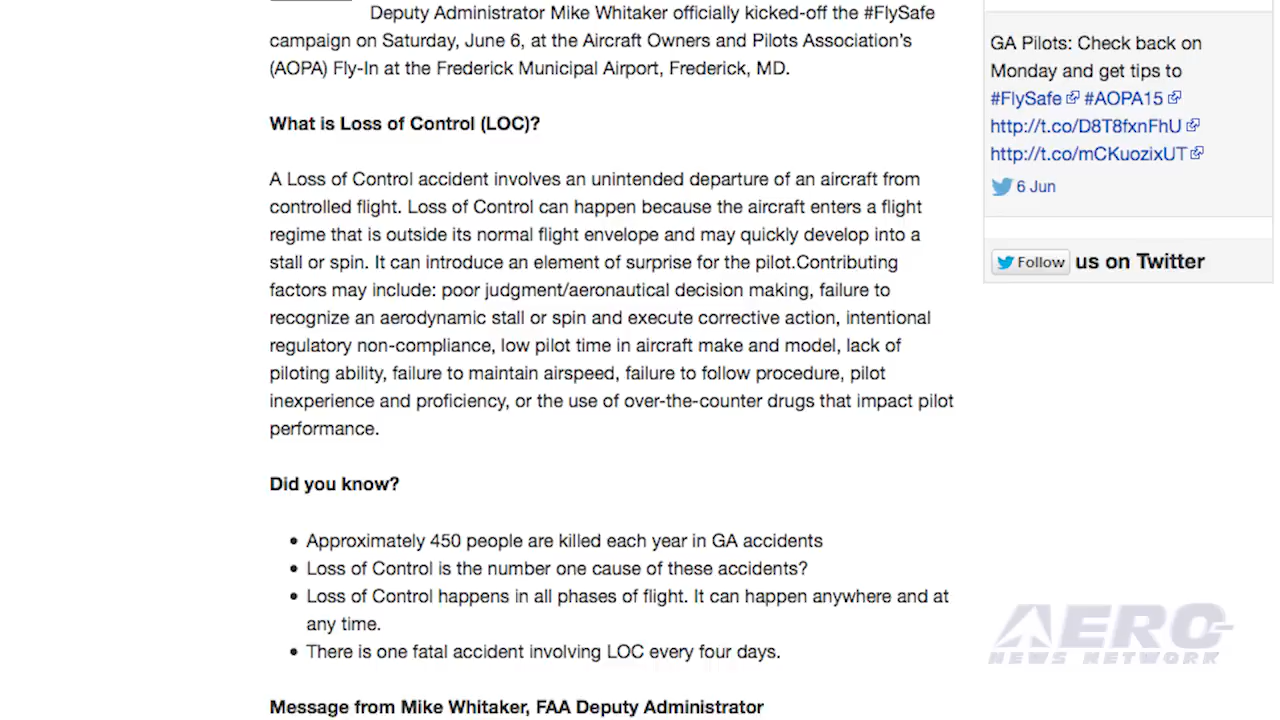 Deputy Administrator Mike Whitaker officially kicked-off the #FlySafe
campaign on Saturday, June 6, at the Aircraft Owners and Pilots Association's
(AOPA) Fly-In at the Frederick Municipal Airport, Frederick, MD.
What is Loss of Control (LOC)?
A Loss of Control accident involves an unintended departure of an aircraft from
controlled flight. Loss of Control can happen because the aircraft enters a flight
regime that is outside its normal flight envelope and may quickly develop into a
stall or spin. It can introduce an element of surprise for the pilot.Contributing
factors may include: poor judgment/aeronautical decision making, failure to
recognize an aerodynamic stall or spin and execute corrective action, intentional
regulatory non-compliance, low pilot time in aircraft make and model, lack of
piloting ability, failure to maintain airspeed, failure to follow procedure, pilot
inexperience and proficiency, or the use of over-the-counter drugs that impact pilot
performance.
Did you know?
• Approximately 450 people are killed each year in GA accidents
• Loss of Control is the number one cause of these accidents?
• Loss of Control happens in all phases of flight. It can happen anywhere and at
any time.
• There is one fatal accident involving LOC every four days.
Message from Mike Whitaker, FAA Deputy Administrator
GA Pilots: Check back on
Monday and get tips to
#FlySafe #AOPA15
http://t.co/D8T8fxnFhU
http://t.co/mCKuozixUT
6 Jun
Follow us on Twitter
AERO
NEWS NETWORK